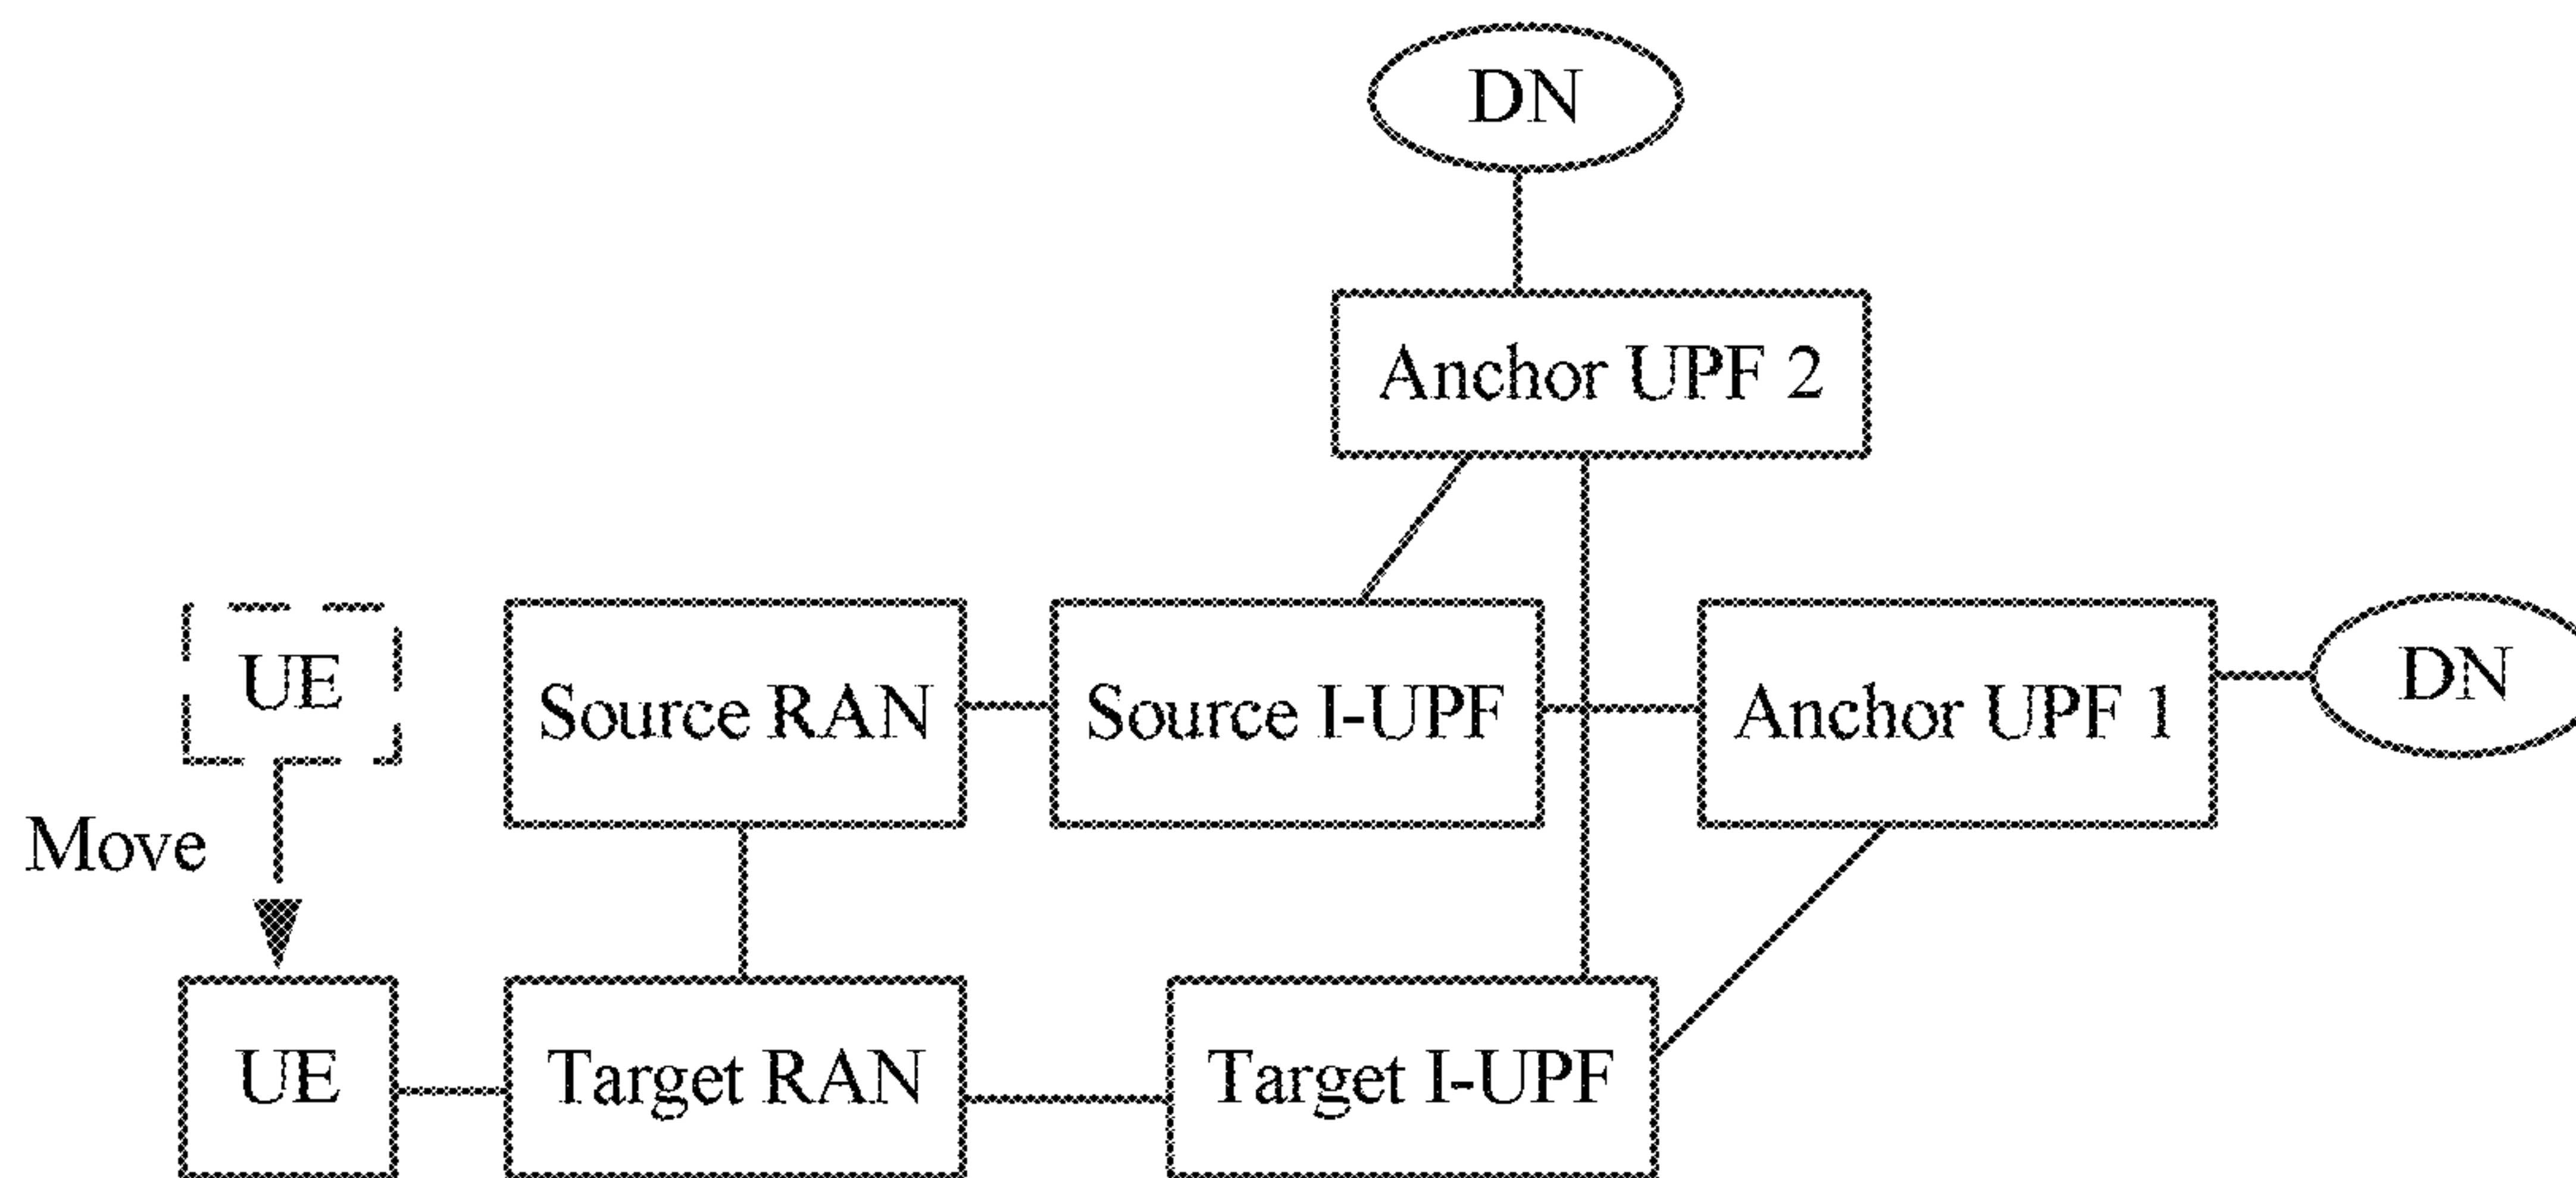 DN
Anchor UPF 2
UE
Source RAN
Source I-UPF
Anchor UPF 1
DN
Move
UE
Target RAN
Target I-UPF